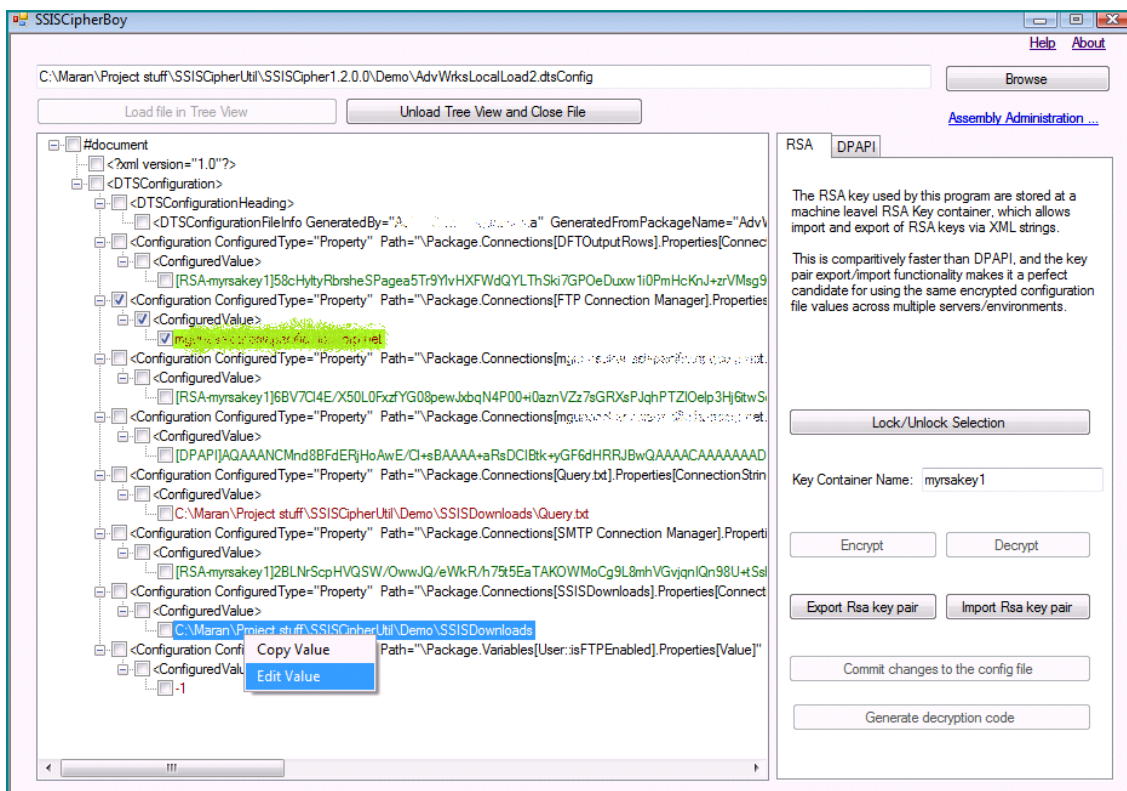 SSISCipherBoy
Help About
C:\Maran\Project stuff\SSISCipherUtil\SSISCipher1.2.0.0\Demo\AdvWrksLocalLoad2.dtsConfig
Browse
Load file in Tree View
Unload Tree View and Close File
Assembly Administration ...
#document
<?xml version="1.0"?>
<DTSConfiguration>
<DTSConfigurationHeading>
<DTSConfigurationFileInfo GeneratedBy="A a" GeneratedFromPackageName="AdvW
<Configuration ConfiguredType="Property" Path="\Package.Connections[DFTOutputRows].Properties[Connect
<ConfiguredValue>
[RSA-myrsakey1]58cHyltyRbrsheSPagea5Tr9YlvHXFWdQYLThSki7GPOeDuxw1i0PmHcKnJ+zrVMsg9
<Configuration ConfiguredType="Property" Path="\Package.Connections[FTP Connection Manager].Properties
<ConfiguredValue>
<Configuration ConfiguredType="Property" Path="\Package.Connections[
<ConfiguredValue>
[RSA-myrsakey1]6BV7Cl4E/X50L0FxzfYG08pewJxbqN4P00+i0aznVZz7sGRXsPJqhPTZlOelp3Hj6itwS
<Configuration ConfiguredType="Property" Path="\Package.Connections[
<ConfiguredValue>
[DPAPI]AQAAANCMnd8BFdERjHoAwE/Cl+sBAAAA+aRsDCIBtk+yGF6dHRRJBwQAAAACAAAAAAAD
<Configuration ConfiguredType="Property" Path="\Package.Connections[Query.txt].Properties[ConnectionStrin
<ConfiguredValue>
C:\Maran\Project stuff\SSISCipherUtil\Demo\SSISDownloads\Query.txt
<Configuration ConfiguredType="Property" Path="\Package.Connections[SMTP Connection Manager].Properti
<ConfiguredValue>
[RSA-myrsakey1]2BLNrScpHVQSW/OwwJQ/eWkR/h75t5EaTAKOWMoCg9L8mhVGvjqnlQn98U+tSsl
<Configuration ConfiguredType="Property" Path="\Package.Connections[SSISDownloads].Properties[Connecti
<ConfiguredValue>
C:\Maran\Project stuff\SSISCipherUtil\Demo\SSISDownloads
<Configuration Confi Path="\Package.Variables[User::isFTPEnabled].Properties[Value]"
<ConfiguredValu
-1
Copy Value
Edit Value
RSA DPAPI
The RSA key used by this program are stored at a
machine leavel RSA Key container, which allows
import and export of RSA keys via XML strings.
This is comparitively faster than DPAPI, and the key
pair export/import functionality makes it a perfect
candidate for using the same encrypted configuration
file values across multiple servers/environments.
Lock/Unlock Selection
Key Container Name: myrsakey1
Encrypt Decrypt
Export Rsa key pair Import Rsa key pair
Commit changes to the config file
Generate decryption code